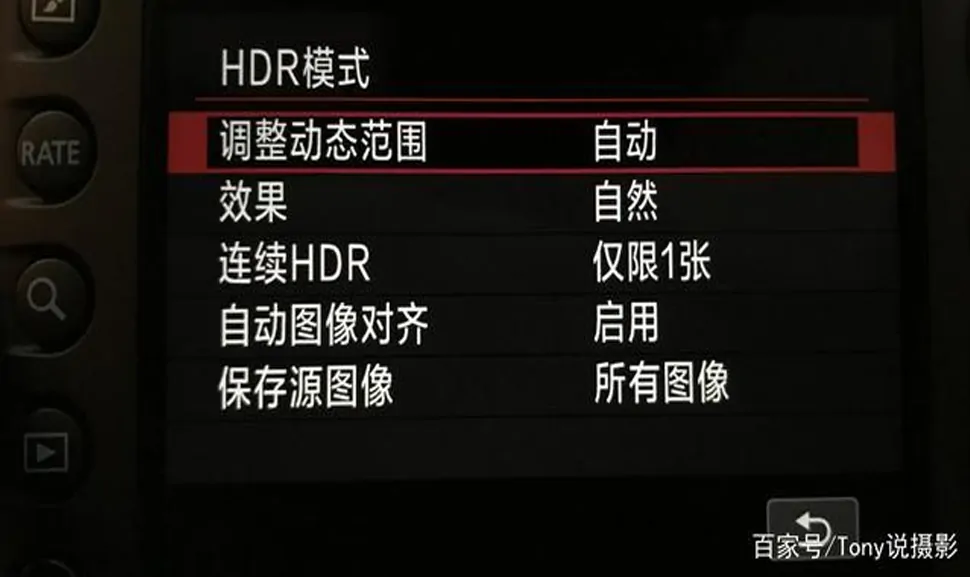 HDR模式
RATE
调整动态范围 自动
效果 自然
连续HDR 仅限1张
自动图像对齐 启用
保存源图像 所有图像
百家号/Tony说摄影